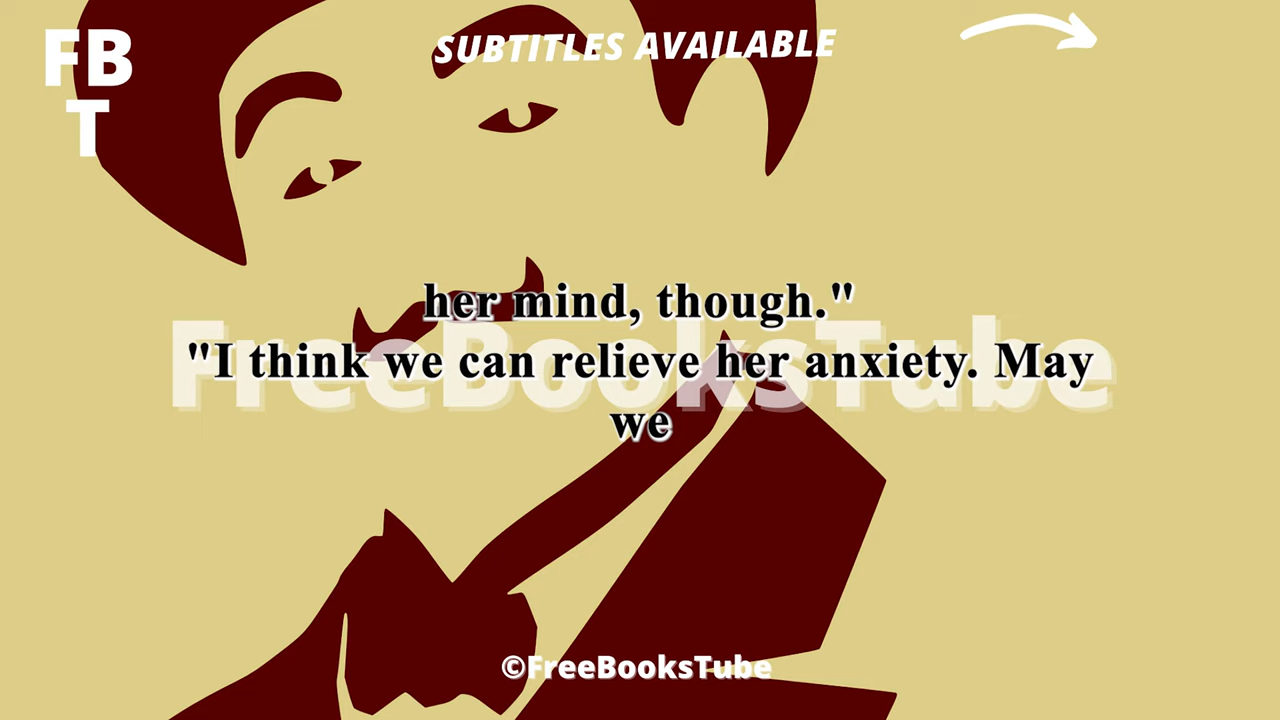 FB
T
SUBTITLES AVAILABLE
her mind, though."
"I think we can relieve her anxiety. May
we
FreeBooksTube
©FreeBooksTube